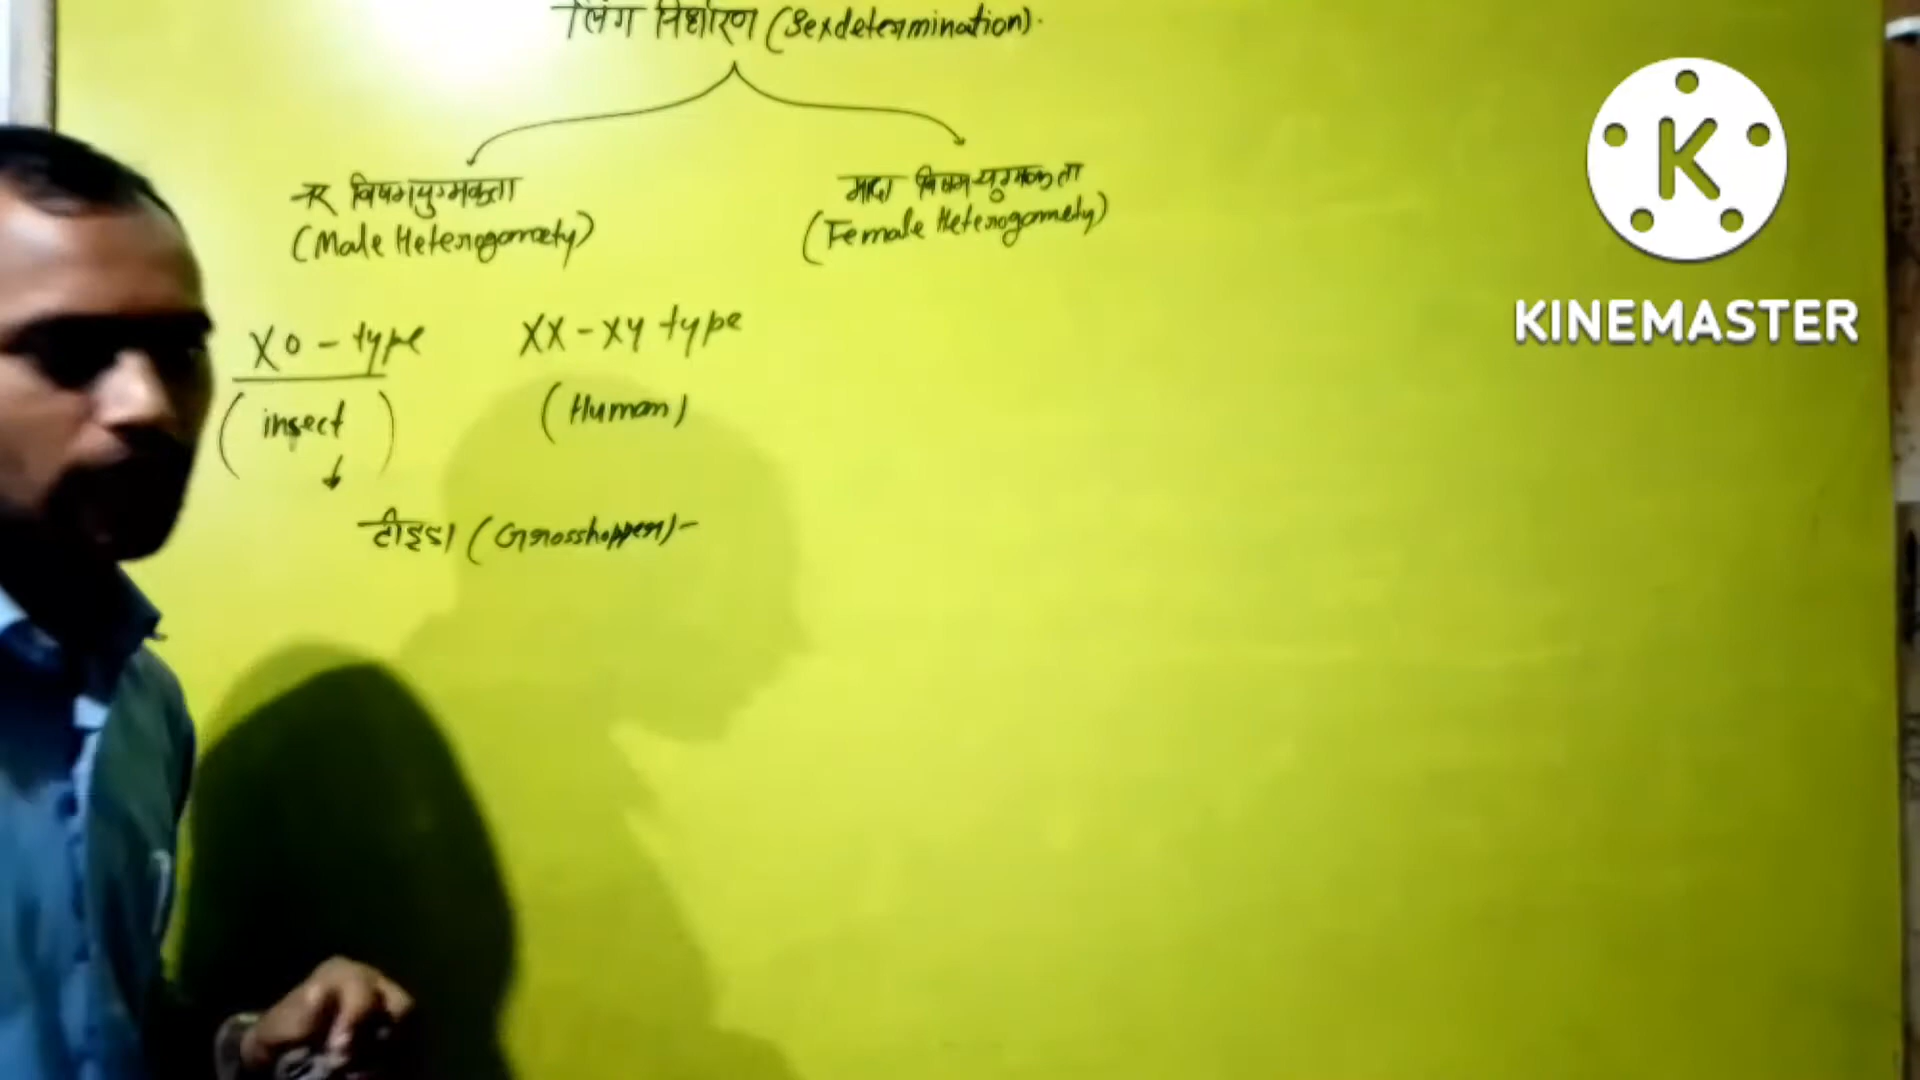 लिंग निर्धारण (Sexdetermination).
नर विषमयुग्मकता
(Male Heterogamety)
मादा विषमयुग्मकता
(Female Heterogamety)
XO - type
(insect)
XX - XY type
(Human)
टीड्डा (Grasshopper) -
K
KINEMASTER